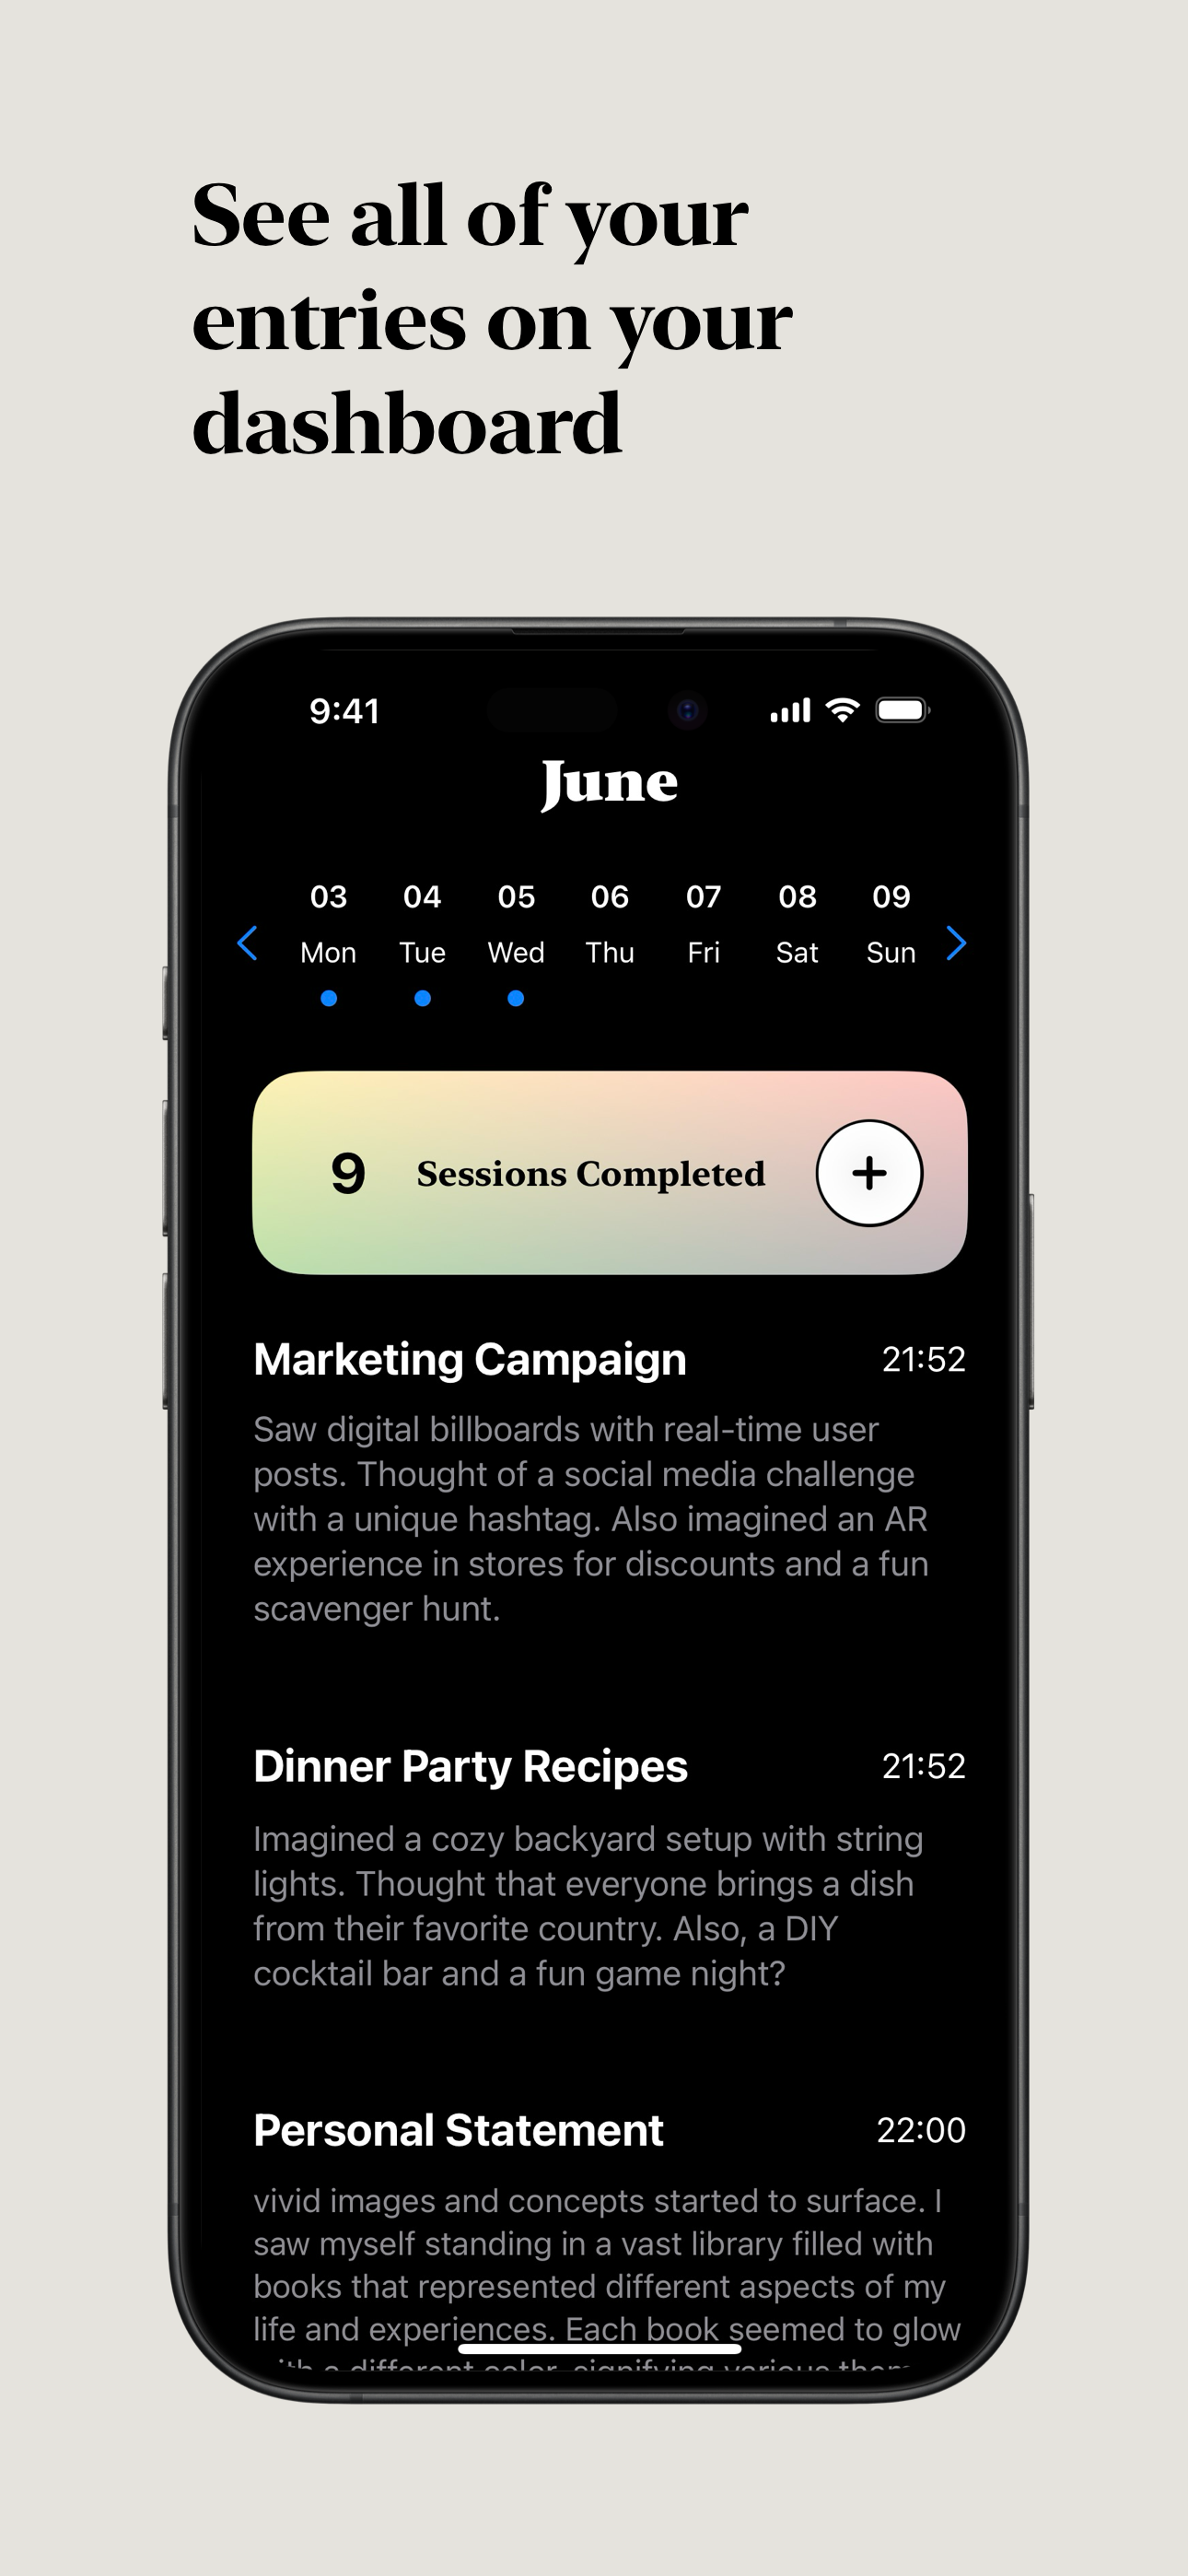 See all of your
entries on your
dashboard
9:41
June
03 04 05 06 07 08 09
Mon Tue Wed Thu Fri Sat Sun
9 Sessions Completed +
Marketing Campaign 21:52
Saw digital billboards with real-time user
posts. Thought of a social media challenge
with a unique hashtag. Also imagined an AR
experience in stores for discounts and a fun
scavenger hunt.
Dinner Party Recipes 21:52
Imagined a cozy backyard setup with string
lights. Thought that everyone brings a dish
from their favorite country. Also, a DIY
cocktail bar and a fun game night?
Personal Statement 22:00
vivid images and concepts started to surface. I
saw myself standing in a vast library filled with
books that represented different aspects of my
life and experiences. Each book seemed to glow
a different color, signifying various